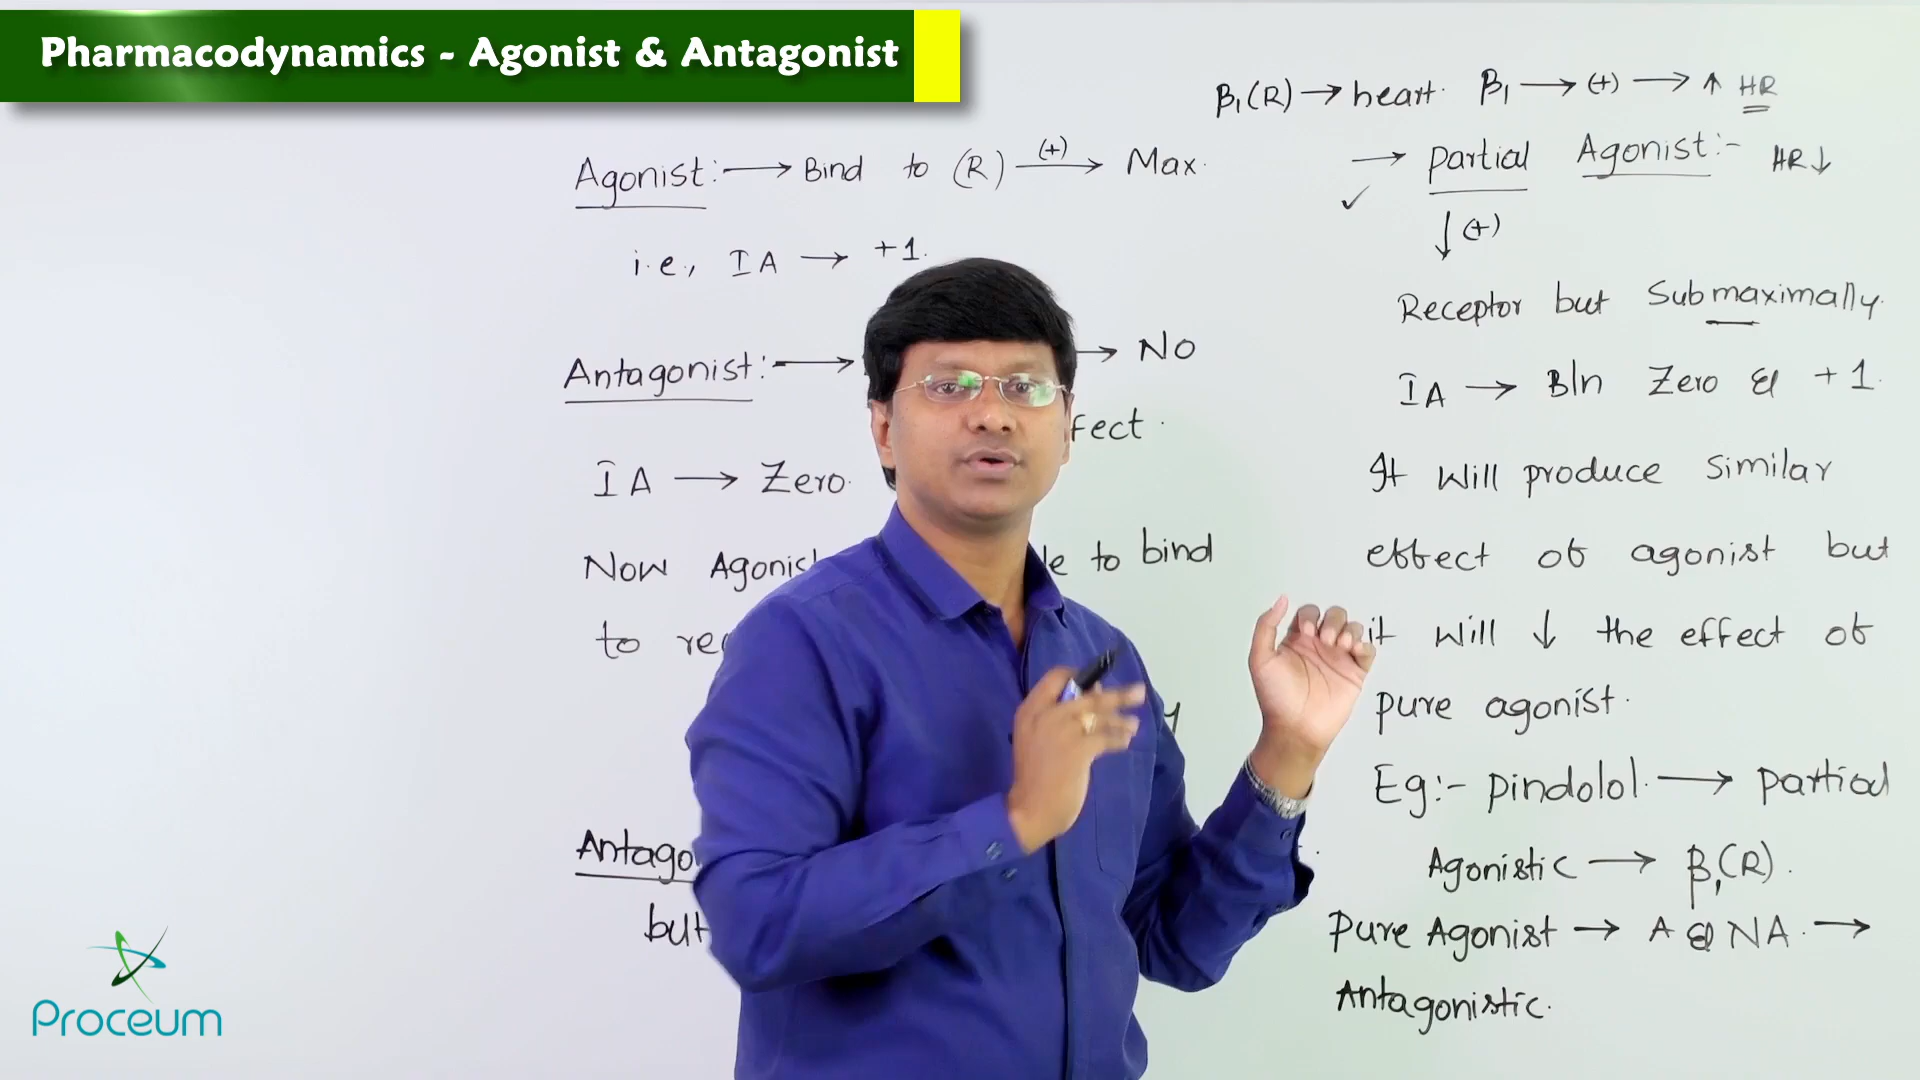 Pharmacodynamics - Agonist & Antagonist
β₁(R) → heart. β₁ → (+) → ↑ HR
Agonist:→ Bind to (R) (+)→ Max.
i.e., IA → +1.
Antagonist:- → → No
fect.
IA → Zero.
Now Agonis to bind
to re
Antago
but
→ partial Agonist:- HR↓
✓ ↓(+)
Receptor but Submaximally.
IA → B/n Zero & +1.
It will produce similar
effect of agonist but
it will ↓ the effect of
pure agonist.
Eg:- pindolol. → partial
Agonistic → β₁(R).
Pure Agonist → A & NA. →
Antagonistic.
Proceum